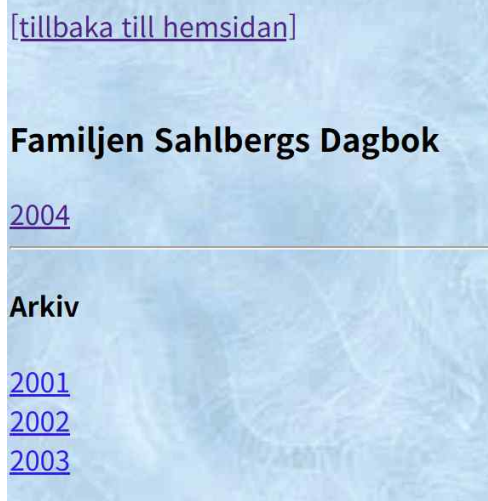 [tillbaka till hemsidan]
Familjen Sahlbergs Dagbok
2004
Arkiv
2001
2002
2003